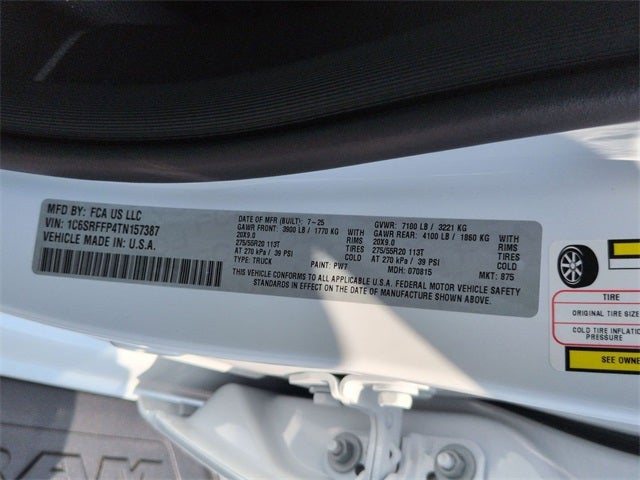 MFD BY: FCA US LLC
VIN: 1C6SRFFP4TN157387
VEHICLE MADE IN: U.S.A.
DATE OF MFR (BUILT): 7-25
GAWR FRONT: 3900 LB / 1770 KG WITH
20X9.0 RIMS
275/55R20 113T TIRES
AT 270 kPa / 39 PSI COLD
TYPE: TRUCK PAINT: PW7
GVWR: 7100 LB / 3221 KG
GAWR REAR: 4100 LB / 1860 KG WITH
20X9.0 RIMS
275/55R20 113T TIRES
AT 270 kPa / 39 PSI COLD
MDH: 070815 MKT: 875
THIS VEHICLE CONFORMS TO ALL APPLICABLE U.S.A. FEDERAL MOTOR VEHICLE SAFETY
STANDARDS IN EFFECT ON THE DATE OF MANUFACTURE SHOWN ABOVE.
TIRE
ORIGINAL TIRE SIZE
COLD TIRE INFLATIO
PRESSURE
SEE OWNE
RAM